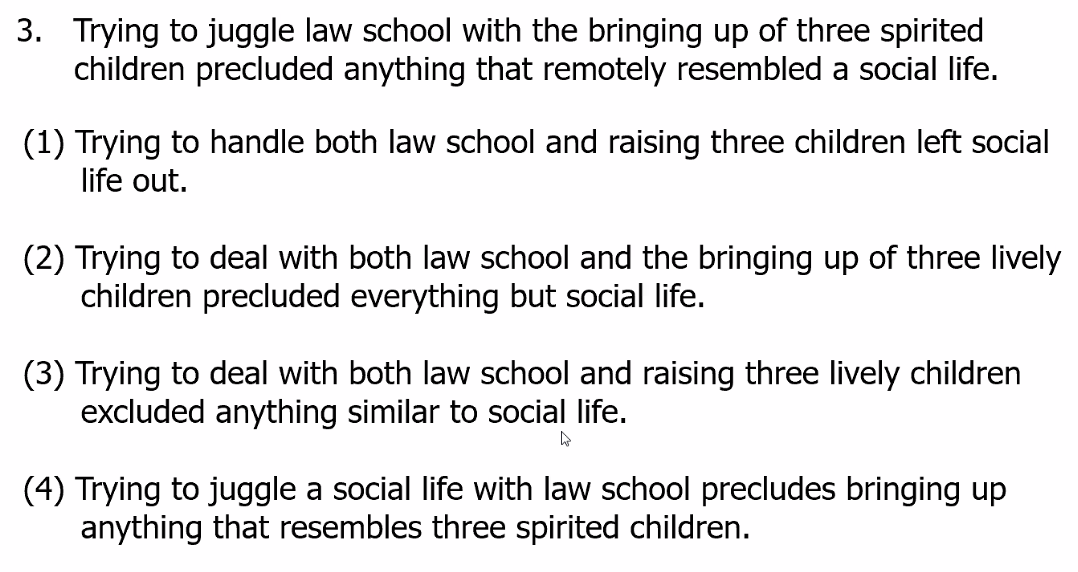 3. Trying to juggle law school with the bringing up of three spirited
children precluded anything that remotely resembled a social life.
(1) Trying to handle both law school and raising three children left social
life out.
(2) Trying to deal with both law school and the bringing up of three lively
children precluded everything but social life.
(3) Trying to deal with both law school and raising three lively children
excluded anything similar to social life.
(4) Trying to juggle a social life with law school precludes bringing up
anything that resembles three spirited children.